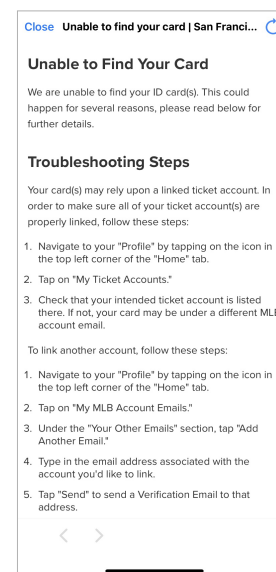 Close Unable to find your card | San Franci...
Unable to Find Your Card
We are unable to find your ID card(s). This could
happen for several reasons, please read below for
further details.
Troubleshooting Steps
Your card(s) may rely upon a linked ticket account. In
order to make sure all of your ticket account(s) are
properly linked, follow these steps:
1. Navigate to your "Profile" by tapping on the icon in
the top left corner of the "Home" tab.
2. Tap on "My Ticket Accounts."
3. Check that your intended ticket account is listed
there. If not, your card may be under a different MLB
account email.
To link another account, follow these steps:
1. Navigate to your "Profile" by tapping on the icon in
the top left corner of the "Home" tab.
2. Tap on "My MLB Account Emails."
3. Under the "Your Other Emails" section, tap "Add
Another Email."
4. Type in the email address associated with the
account you'd like to link.
5. Tap "Send" to send a Verification Email to that
address.